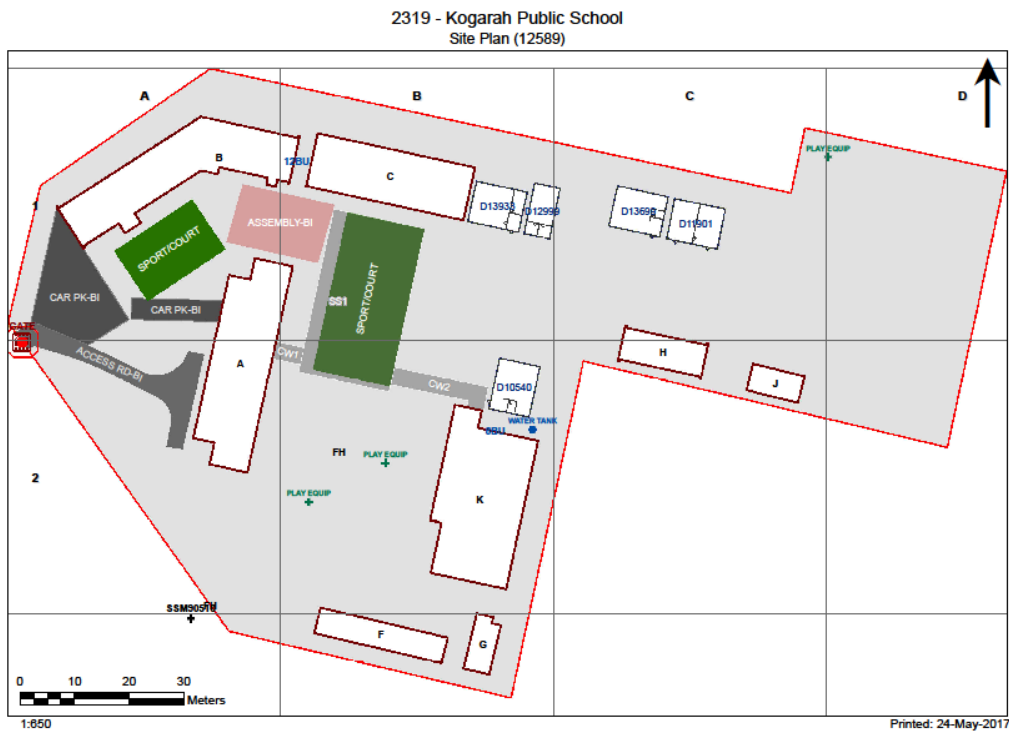 2319 - Kogarah Public School
Site Plan (12589)
A
B
C
D
PLAY EQUIP
B
12BU
C
D13933
D12999
D13696
D11901
1
ASSEMBLY-BI
SPORT/COURT
CAR PK-BI
CAR PK-BI
SS1
SPORT/COURT
GATE
ACCESS RD-BI
A
CW1
CW2
H
J
D10540
WATER TANK
FH
PLAY EQUIP
PLAY EQUIP
K
2
FH
F
G
0 10 20 30
Meters
1:650
Printed: 24-May-2017